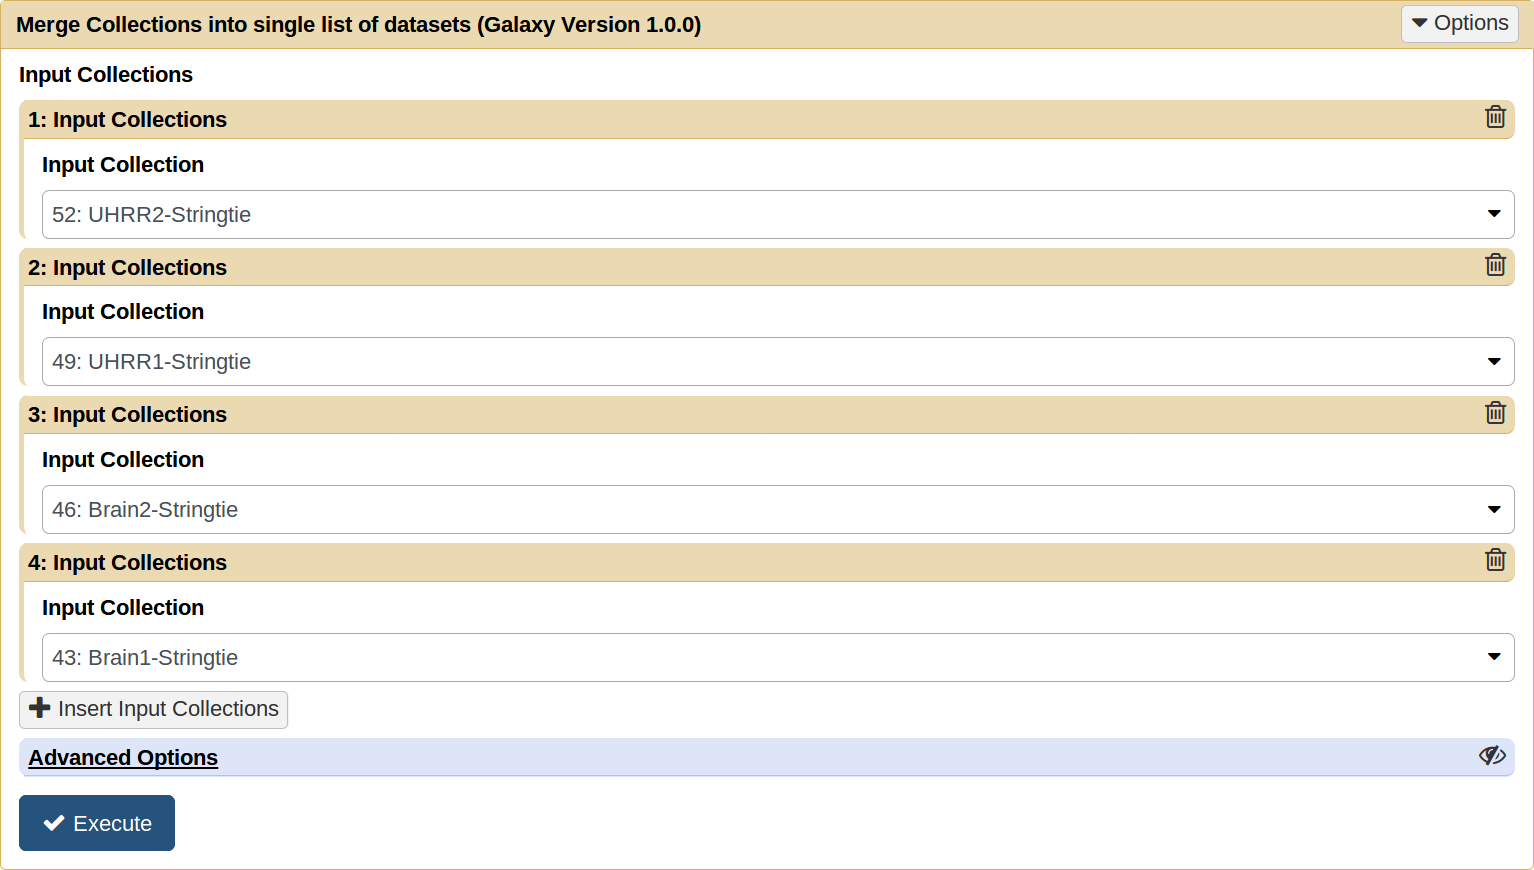 Merge Collections into single list of datasets (Galaxy Version 1.0.0)
Options
Input Collections
1: Input Collections
Input Collection
52: UHRR2-Stringtie
2: Input Collections
Input Collection
49: UHRR1-Stringtie
3: Input Collections
Input Collection
46: Brain2-Stringtie
4: Input Collections
Input Collection
43: Brain1-Stringtie
Insert Input Collections
Advanced Options
Execute